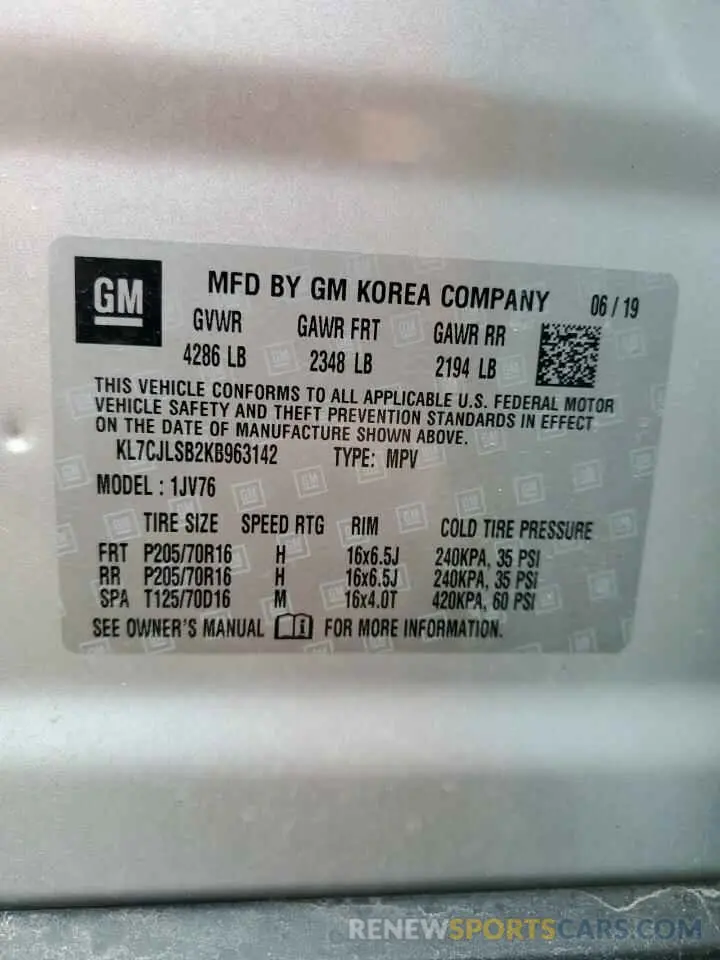 GM
MFD BY GM KOREA COMPANY 06 / 19
GVWR GAWR FRT GAWR RR
4286 LB 2348 LB 2194 LB
THIS VEHICLE CONFORMS TO ALL APPLICABLE U.S. FEDERAL MOTOR
VEHICLE SAFETY AND THEFT PREVENTION STANDARDS IN EFFECT
ON THE DATE OF MANUFACTURE SHOWN ABOVE.
KL7CJLSB2KB963142 TYPE: MPV
MODEL : 1JV76
TIRE SIZE SPEED RTG RIM COLD TIRE PRESSURE
FRT P205/70R16 H 16x6.5J 240KPA, 35 PSI
RR P205/70R16 H 16x6.5J 240KPA, 35 PSI
SPA T125/70D16 M 16x4.0T 420KPA, 60 PSI
SEE OWNER'S MANUAL i FOR MORE INFORMATION.
RENEWSPORTSCARS.COM